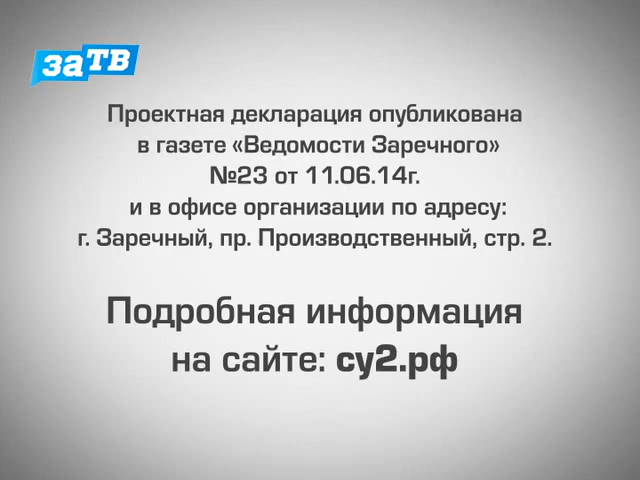 заТВ
Проектная декларация опубликована
в газете «Ведомости Заречного»
№23 от 11.06.14г.
и в офисе организации по адресу:
г. Заречный, пр. Производственный, стр. 2.
Подробная информация
на сайте: су2.рф